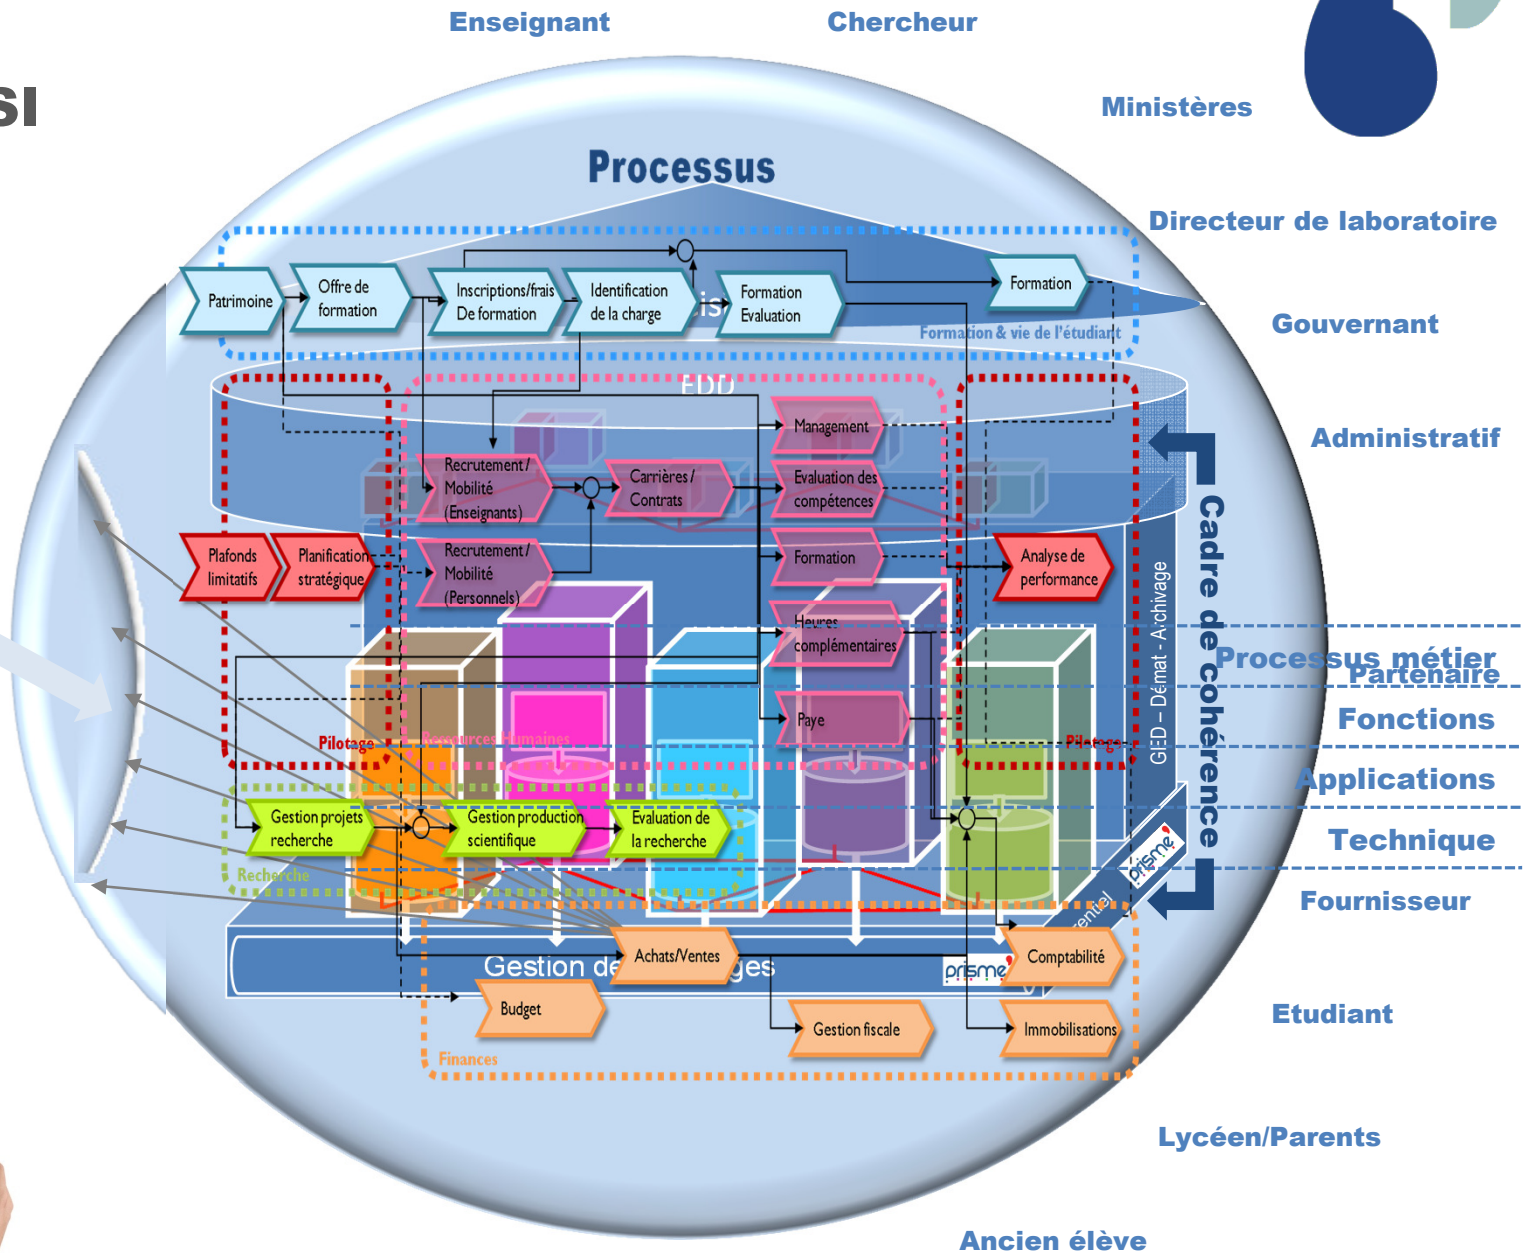 Enseignant
Chercheur
SI
Ministères
Processus
Directeur de laboratoire
Patrimoine
Offre de
formation
Inscriptions/frais
De formation
Identification
de la charge
Formation
Evaluation
Formation
Formation & vie de l'étudiant
Gouvernant
EDD
Administratif
Management
Recrutement /
Mobilité
(Enseignants)
Carrières /
Contrats
Evaluation des
compétences
Plafonds
limitatifs
Planification
stratégique
Recrutement /
Mobilité
(Personnels)
Formation
Analyse de
performance
Cadre de cohérence
GED – Démat - Archivage
Heures
complémentaires
Processus métier
Partenaire
Paye
Fonctions
Pilotage
Ressources Humaines
Pilotage
Applications
Gestion projets
recherche
Gestion production
scientifique
Evaluation de
la recherche
Technique
Recherche
prisme
Fournisseur
Achats/Ventes
Comptabilité
Gestion de
ges
prisme
Budget
Gestion fiscale
Immobilisations
Etudiant
Finances
Lycéen/Parents
Ancien élève